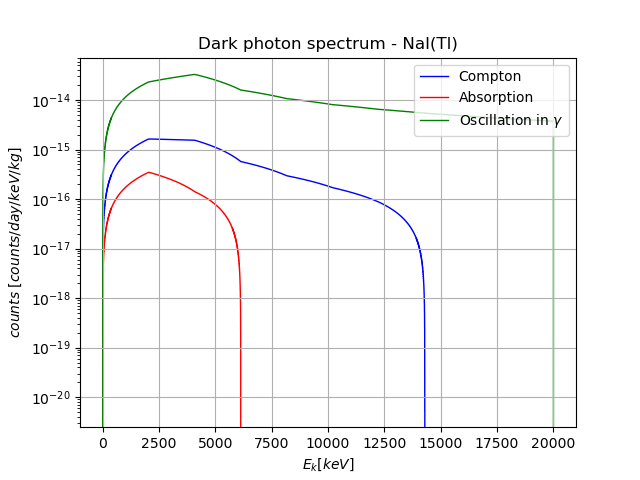 Dark photon spectrum - NaI(Tl)
Compton
Absorption
Oscillation in γ
10⁻¹⁴
10⁻¹⁵
10⁻¹⁶
10⁻¹⁷
10⁻¹⁸
10⁻¹⁹
10⁻²⁰
counts [counts/day/keV/kg]
0 2500 5000 7500 10000 12500 15000 17500 20000
E_k[keV]